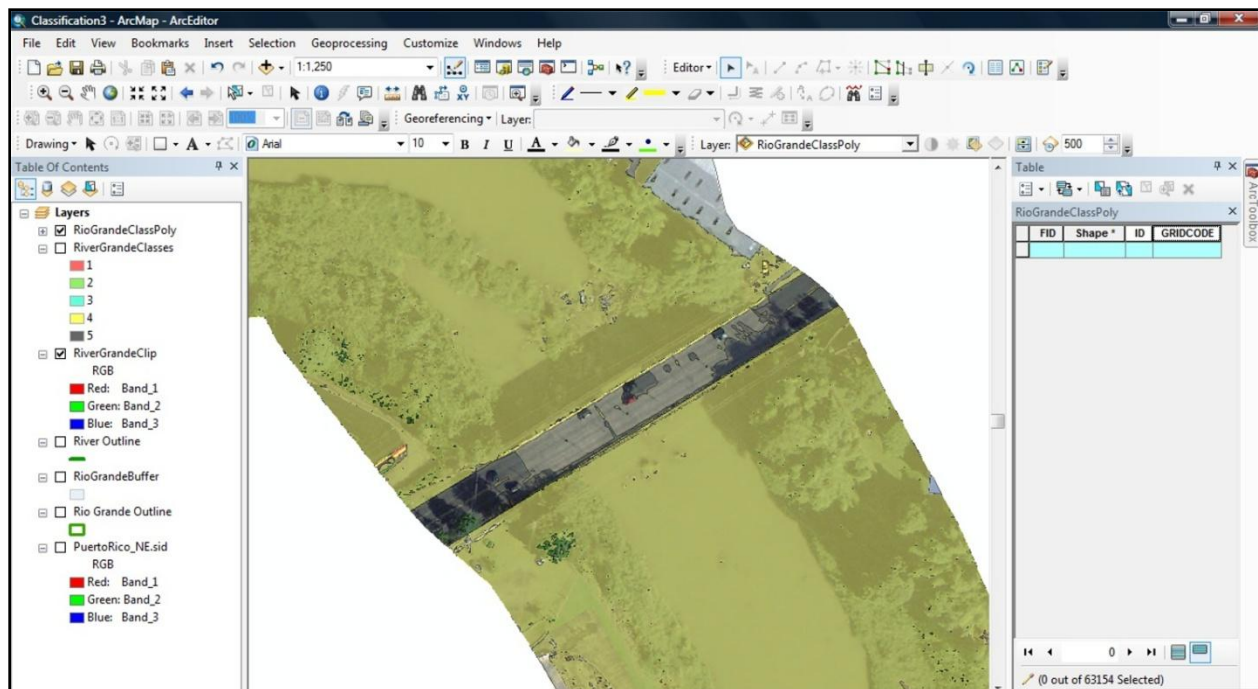 Classification3 - ArcMap - ArcEditor
File Edit View Bookmarks Insert Selection Geoprocessing Customize Windows Help
1:1,250 Editor
Georeferencing Layer:
Drawing A Arial 10 B I U A Layer: RioGrandeClassPoly 500
Table Of Contents
Layers
RioGrandeClassPoly
RiverGrandeClasses
1
2
3
4
5
RiverGrandeClip
RGB
Red: Band_1
Green: Band_2
Blue: Band_3
River Outline
RioGrandeBuffer
Rio Grande Outline
PuertoRico_NE.sid
RGB
Red: Band_1
Green: Band_2
Blue: Band_3
Table
RioGrandeClassPoly
FID Shape * ID GRIDCODE
0
(0 out of 63154 Selected)
ArcToolbox